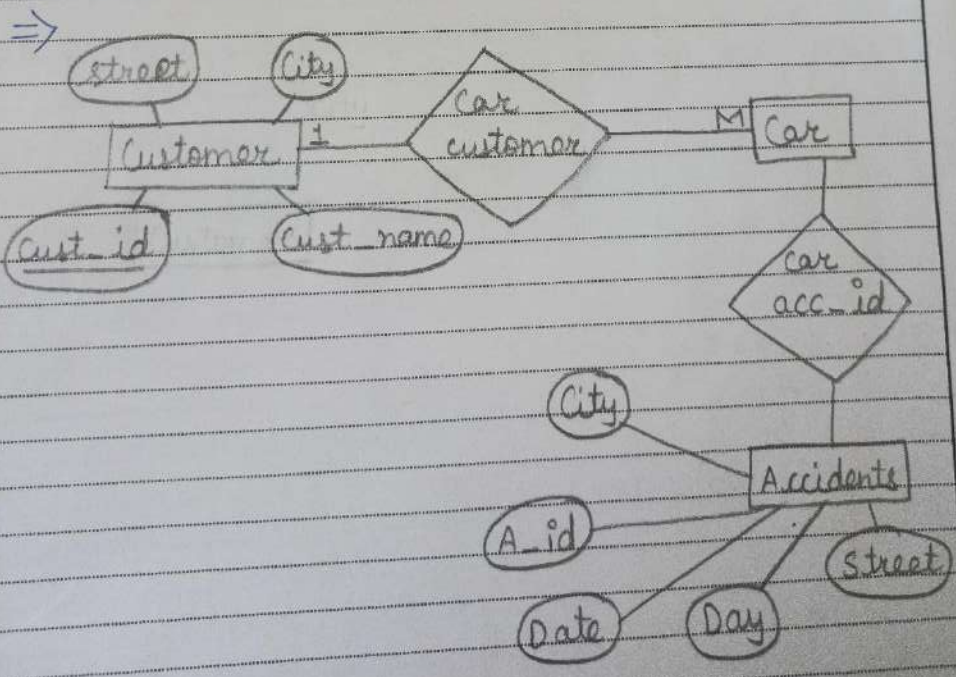 =>
street
City
Customer
1
Car
customer
M
Car
Cust_id
Cust_name
Car
acc_id
City
Accidents
A_id
Street
Date
Day